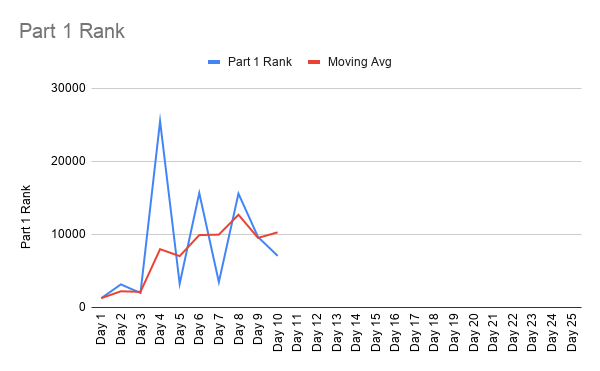 Part 1 Rank
Part 1 Rank
Moving Avg
30000
20000
10000
0
Part 1 Rank
Day 1
Day 2
Day 3
Day 4
Day 5
Day 6
Day 7
Day 8
Day 9
Day 10
Day 11
Day 12
Day 13
Day 14
Day 15
Day 16
Day 17
Day 18
Day 19
Day 20
Day 21
Day 22
Day 23
Day 24
Day 25